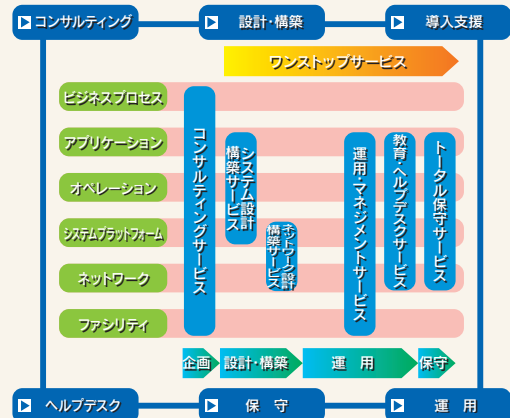 コンサルティング
設計・構築
導入支援
ワンストップサービス
ビジネスプロセス
アプリケーション
オペレーション
システムプラットフォーム
ネットワーク
ファシリティ
コンサルティングサービス
システム設計
構築サービス
ネットワーク設計
構築サービス
運用・マネジメントサービス
教育・ヘルプデスクサービス
トータル保守サービス
企画
設計・構築
運 用
保守
ヘルプデスク
保 守
運 用